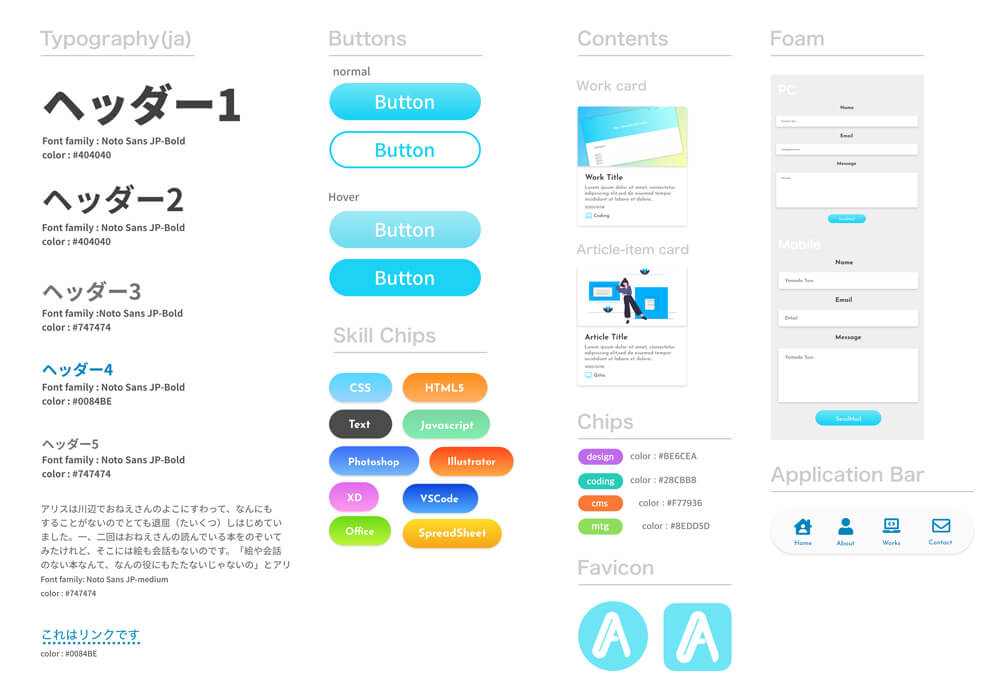 Typography(ja)
ヘッダー1
Font family : Noto Sans JP-Bold
color : #404040
ヘッダー2
Font family : Noto Sans JP-Bold
color : #404040
ヘッダー3
Font family :Noto Sans JP-Bold
color : #747474
ヘッダー4
Font family : Noto Sans JP-Bold
color : #0084BE
ヘッダー5
Font family : Noto Sans JP-Bold
color : #747474
アリスは川辺でおねえさんのよこにすわって、なんにも
することがないのでとても退屈（たいくつ）しはじめてい
ました。一、二回はおねえさんの読んでいる本をのぞいて
みたけれど、そこには絵も会話もないのです。「絵や会話
のない本なんて、なんの役にもたたないじゃないの」とアリ
Font family: Noto Sans JP-medium
color : #747474
これはリンクです
color : #0084BE
Buttons
normal
Button
Button
Hover
Button
Button
Skill Chips
CSS
HTML5
Text
Javascript
Photoshop
Illustrator
XD
VSCode
Office
SpreadSheet
Contents
Work card
Work Title
Lorem ipsum dolor sit amet, consectetur
adipiscing elit,sed do eiusmod tempor
incididunt ut labore et dolore...
Coding
Article-item card
Article Title
Lorem ipsum dolor sit amet, consectetur
adipiscing elit,sed do eiusmod tempor
incididunt ut labore et dolore...
Qiita
Chips
design color : #BE6CEA
coding color : #28CBB8
cms color : #F77936
mtg color : #8EDD5D
Favicon
Foam
PC
Name
Email
Message
SendMail
Mobile
Name
Yamada Taro
Email
EMail
Message
Yamada Taro
SendMail
Application Bar
Home
About
Works
Contact